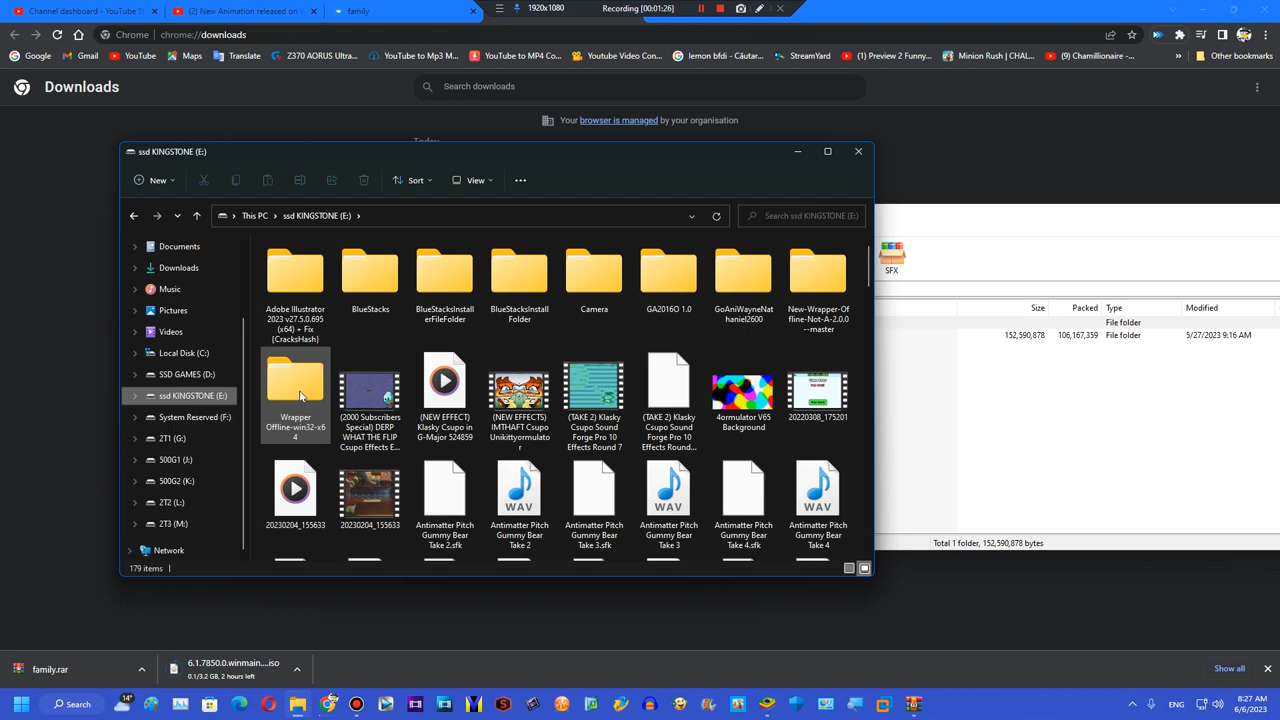 Channel dashboard - YouTube St
(2) New Animation released on V
family
1920x1080
Recording [00:01:26]
Chrome
chrome://downloads
Google
Gmail
YouTube
Maps
Translate
Z370 AORUS Ultra...
YouTube to Mp3 M...
YouTube to MP4 Co...
Youtube Video Con...
lemon bfdi - Căutar...
StreamYard
(1) Preview 2 Funny...
Minion Rush | CHAL...
(9) Chamillionaire -...
Other bookmarks
Downloads
Search downloads
Your browser is managed by your organisation
Today
ssd KINGSTONE (E:)
New
Sort
View
This PC
ssd KINGSTONE (E:)
Search ssd KINGSTONE (E:)
Documents
Downloads
Music
Pictures
Videos
Local Disk (C:)
SSD GAMES (D:)
ssd KINGSTONE (E:)
System Reserved (F:)
2T1 (G:)
500G1 (J:)
500G2 (K:)
2T2 (L:)
2T3 (M:)
Network
Adobe Illustrator
2023 v27.5.0.695
(x64) + Fix
{CracksHash}
BlueStacks
BlueStacksInstall
erFileFolder
BlueStacksInstall
Folder
Camera
GA2016O 1.0
GoAniWayneNat
haniel2600
New-Wrapper-Of
fline-Not-A-2.0.0
--master
Wrapper
Offline-win32-x6
4
(2000 Subscribers
Special) DERP
WHAT THE FLIP
Csupo Effects E...
(NEW EFFECT)
Klasky Csupo in
G-Major 524859
(NEW EFFECTS)
IMTHAFT Csupo
Unikittyormulato
r
(TAKE 2) Klasky
Csupo Sound
Forge Pro 10
Effects Round 7
(TAKE 2) Klasky
Csupo Sound
Forge Pro 10
Effects Round...
4ormulator V65
Background
20220308_175201
20230204_155633
20230204_155633
Antimatter Pitch
Gummy Bear
Take 2.sfk
Antimatter Pitch
Gummy Bear
Take 2
Antimatter Pitch
Gummy Bear
Take 3.sfk
Antimatter Pitch
Gummy Bear
Take 3
Antimatter Pitch
Gummy Bear
Take 4.sfk
Antimatter Pitch
Gummy Bear
Take 4
179 items
SFX
Size
Packed
Type
Modified
File folder
152,590,878
106,167,359
File folder
5/27/2023 9:16 AM
Total 1 folder, 152,590,878 bytes
family.rar
6.1.7850.0.winmain....iso
0.1/3.2 GB, 2 hours left
Show all
Search
14°
ENG
8:27 AM
6/6/2023